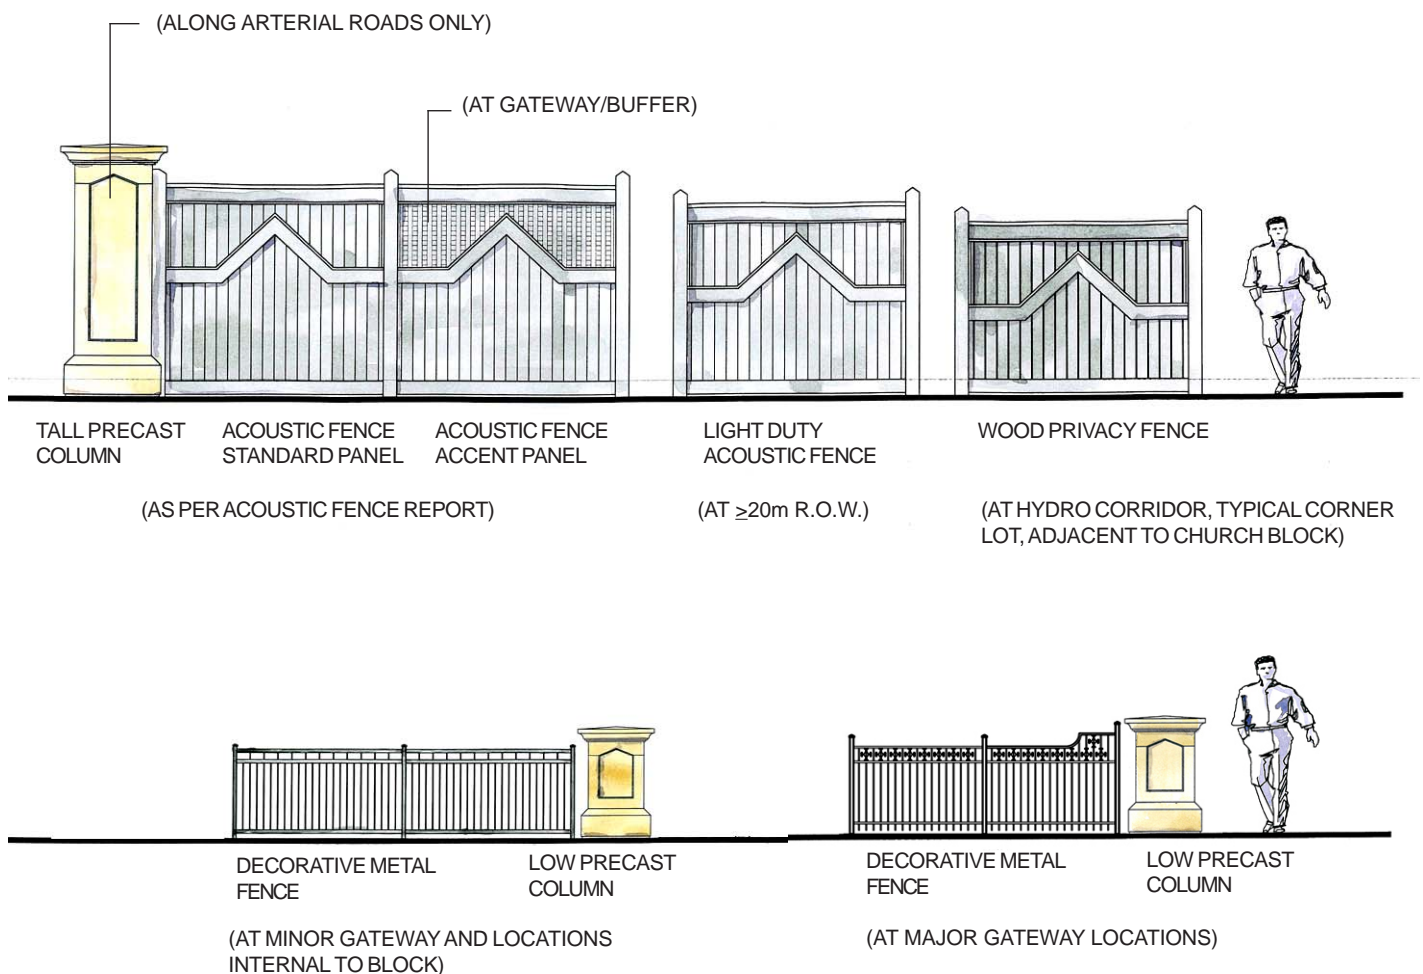 (ALONG ARTERIAL ROADS ONLY)
(AT GATEWAY/BUFFER)
TALL PRECAST
COLUMN
ACOUSTIC FENCE
STANDARD PANEL
ACOUSTIC FENCE
ACCENT PANEL
(AS PER ACOUSTIC FENCE REPORT)
LIGHT DUTY
ACOUSTIC FENCE
(AT ≥20m R.O.W.)
WOOD PRIVACY FENCE
(AT HYDRO CORRIDOR, TYPICAL CORNER
LOT, ADJACENT TO CHURCH BLOCK)
DECORATIVE METAL
FENCE
LOW PRECAST
COLUMN
(AT MINOR GATEWAY AND LOCATIONS
INTERNAL TO BLOCK)
DECORATIVE METAL
FENCE
LOW PRECAST
COLUMN
(AT MAJOR GATEWAY LOCATIONS)